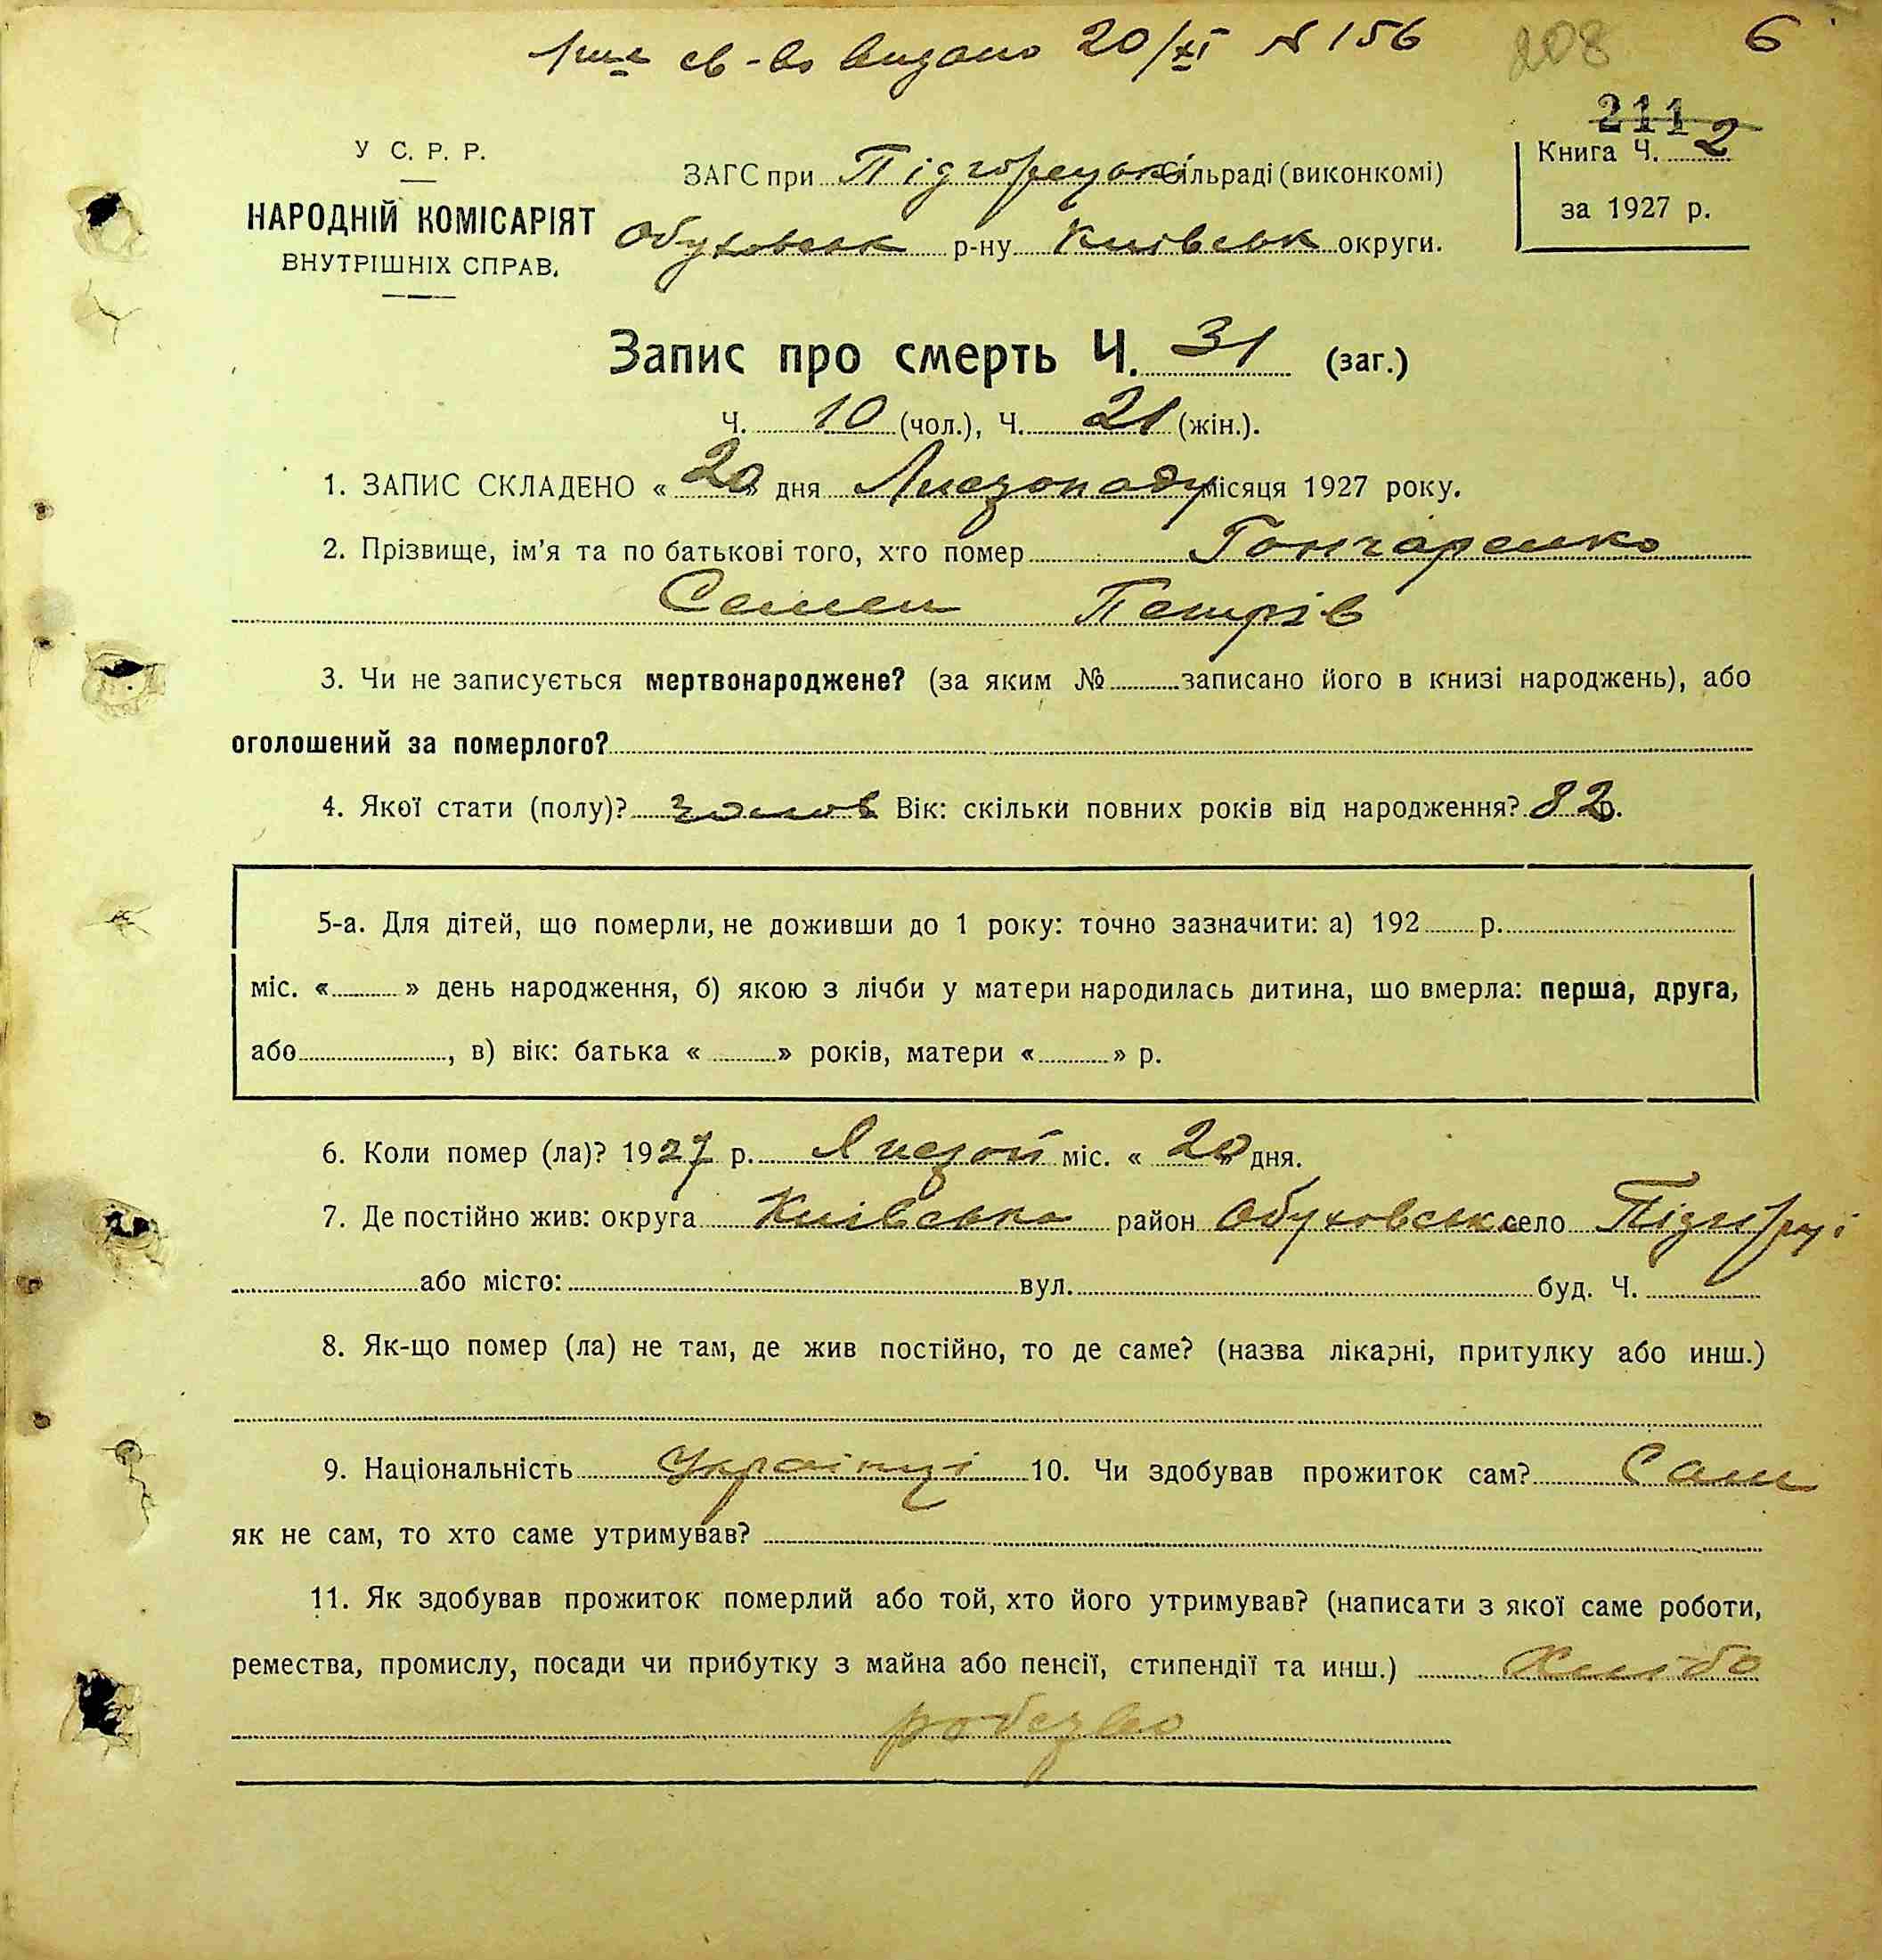 св-во видано 20/XI № 156
208
6
211 2
У С. Р. Р.
ЗАГС при Підгорецькі Сільраді (виконкомі)
Книга Ч. 2
НАРОДНІЙ КОМІСАРІЯТ
Обуховськ р-ну Київськ округи.
за 1927 р.
ВНУТРІШНІХ СПРАВ.
Запис про смерть Ч. 31 (заг.)
Ч. 10 (чол.), Ч. 21 (жін.).
1. ЗАПИС СКЛАДЕНО « 20 » дня Листопаду місяця 1927 року.
2. Прізвище, ім'я та по батькові того, хто помер Гончаренко
Семен Петрів
3. Чи не записується мертвонароджене? (за яким № записано його в книзі народжень), або
оголошений за померлого?
4. Якої стати (полу)? чолов Вік: скільки повних років від народження? 82 р.
5-а. Для дітей, що померли, не доживши до 1 року: точно зазначити: а) 192 р.
міс. « » день народження, б) якою з лічби у матери народилась дитина, шо вмерла: перша, друга,
або , в) вік: батька « » років, матери « » р.
6. Коли помер (ла)? 1927 р. Листоп міс. « 20 » дня.
7. Де постійно жив: округа Київська район Обуховськ село Підгірці
або місто: вул. буд. Ч.
8. Як-що помер (ла) не там, де жив постійно, то де саме? (назва лікарні, притулку або инш.)
9. Національність Українці 10. Чи здобував прожиток сам? Сам
як не сам, то хто саме утримував?
11. Як здобував прожиток померлий або той, хто його утримував? (написати з якої саме роботи,
ремества, промислу, посади чи прибутку з майна або пенсії, стипендії та инш.) Хлібо
робство